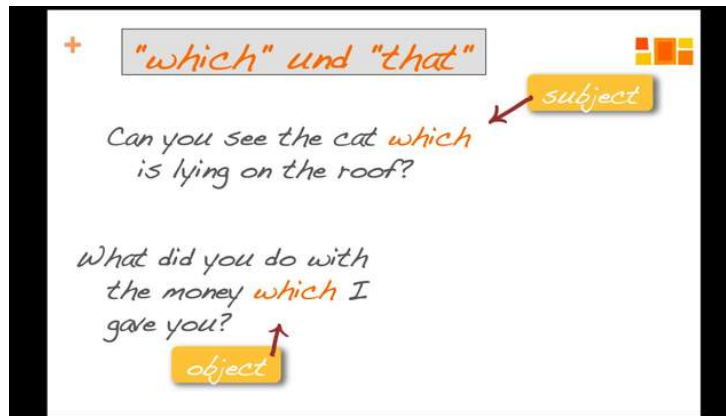 +
"which" und "that"
subject
Can you see the cat which
is lying on the roof?
What did you do with
the money which I
gave you?
object